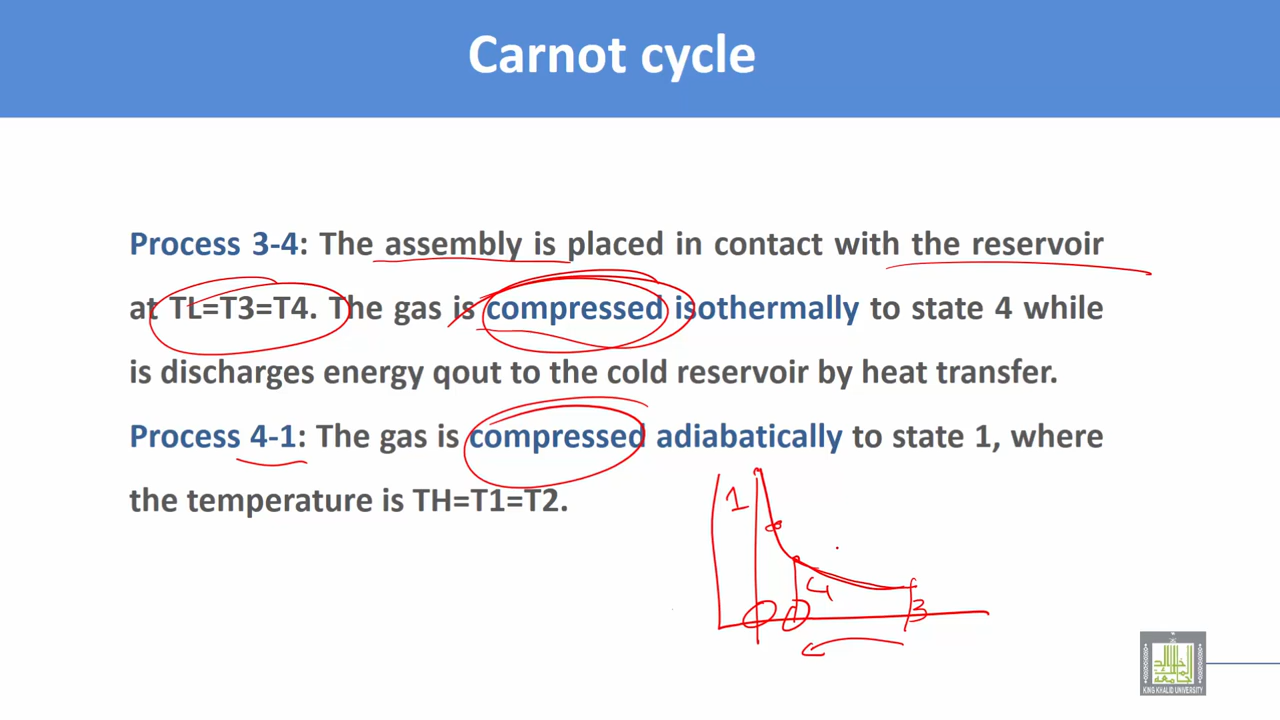 Carnot cycle
Process 3-4: The assembly is placed in contact with the reservoir
at TL=T3=T4. The gas is compressed isothermally to state 4 while
is discharges energy qout to the cold reservoir by heat transfer.
Process 4-1: The gas is compressed adiabatically to state 1, where
the temperature is TH=T1=T2.
1
4
3
KING KHALID UNIVERSITY